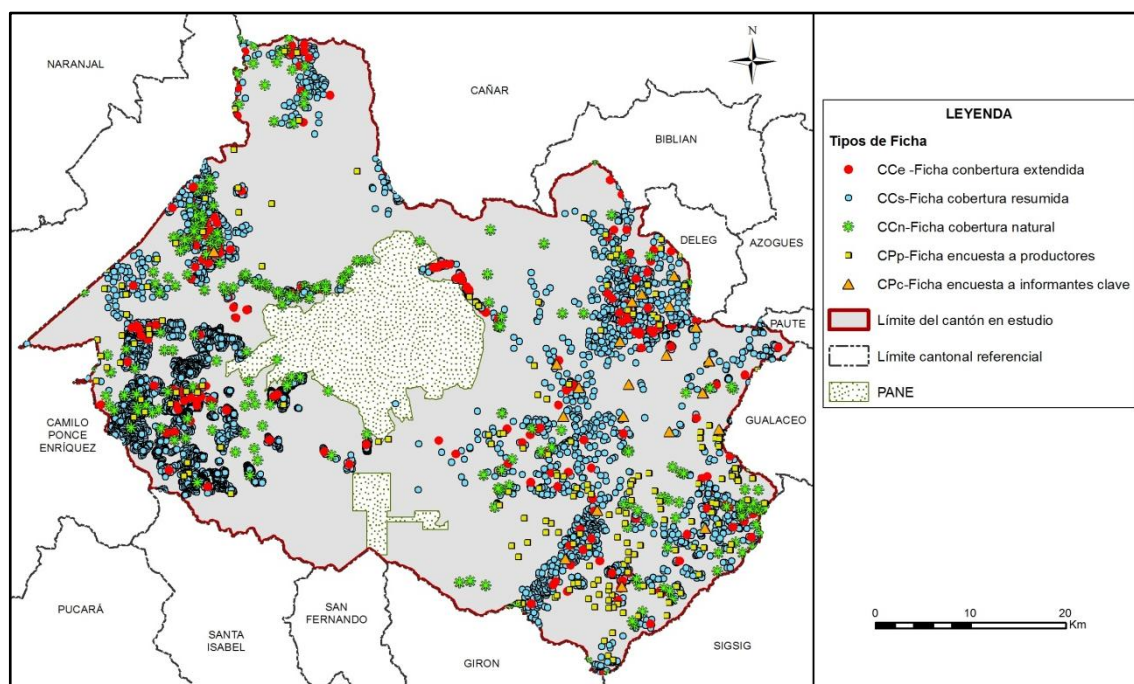 NARANJAL
CAÑAR
N
BIBLIAN
DELEG
AZOGUES
PAUTE
GUALACEO
CAMILO
PONCE
ENRÍQUEZ
PUCARÁ
SANTA
ISABEL
SAN
FERNANDO
GIRON
SIGSIG
LEYENDA
Tipos de Ficha
CCe -Ficha conbertura extendida
CCs-Ficha cobertura resumida
CCn-Ficha cobertura natural
CPp-Ficha encuesta a productores
CPc-Ficha encuesta a informantes clave
Límite del cantón en estudio
Límite cantonal referencial
PANE
0 10 20
Km